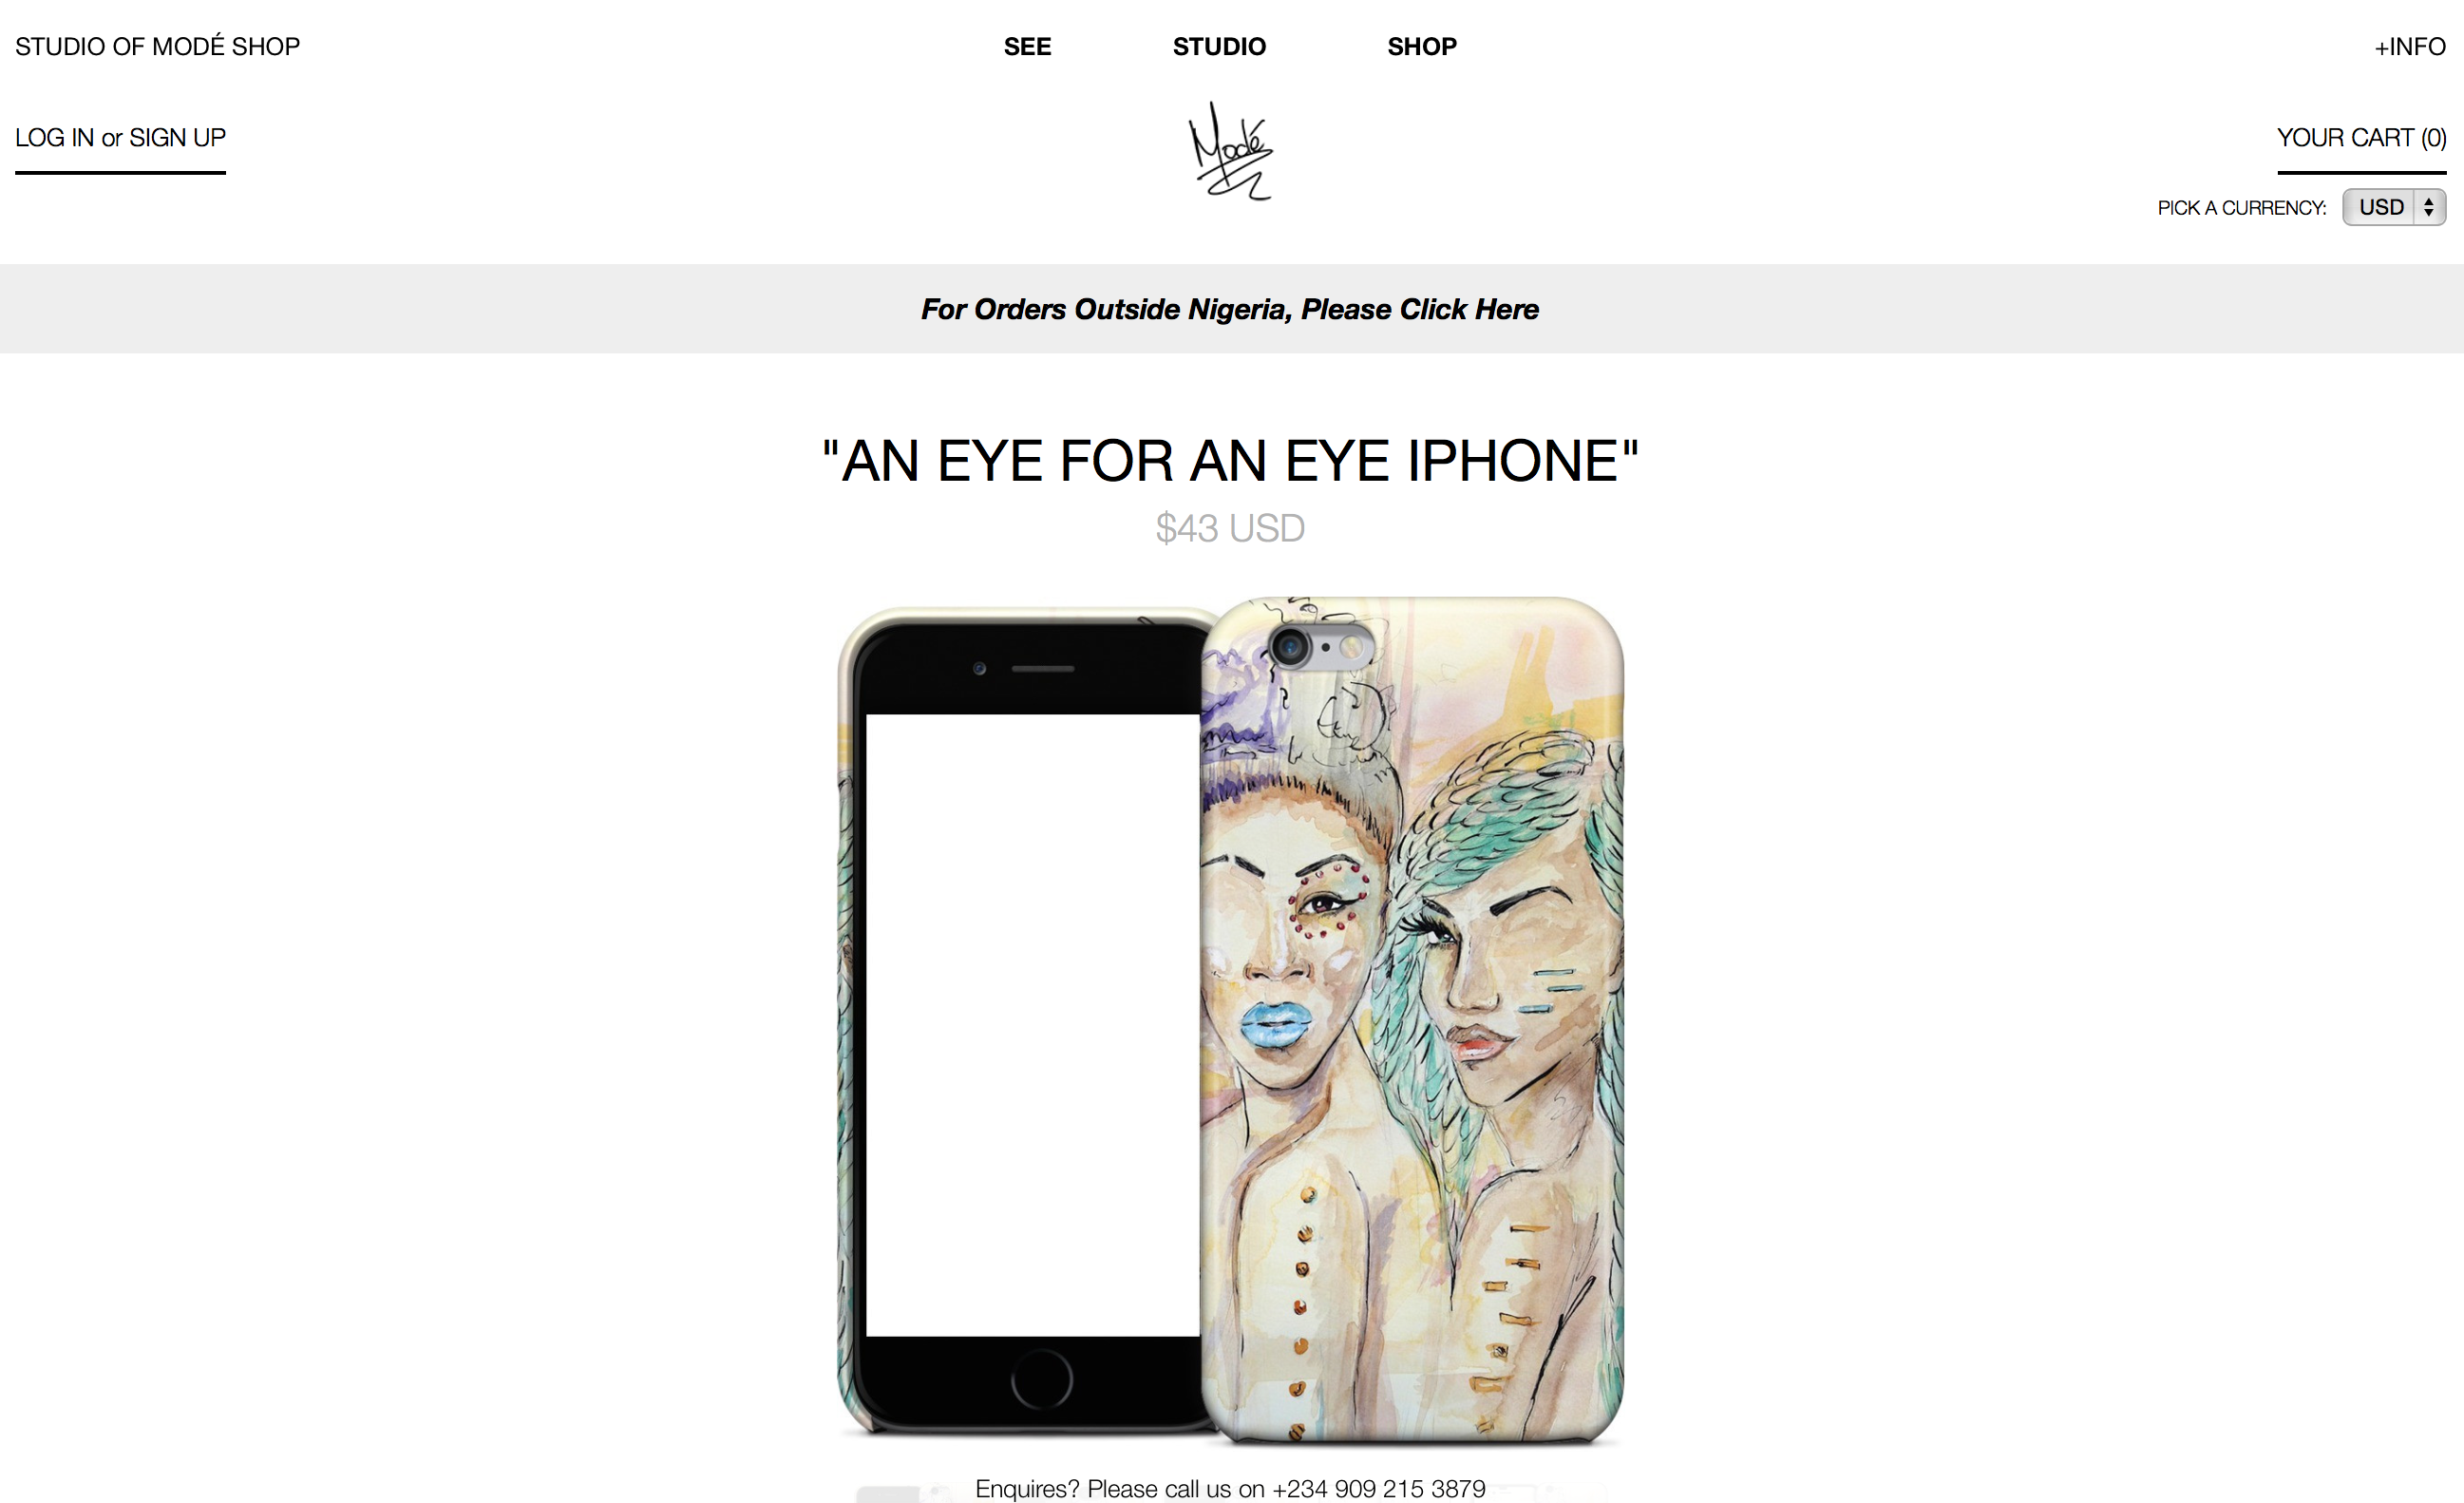 STUDIO OF MODÉ SHOP
SEE
STUDIO
SHOP
+INFO
LOG IN or SIGN UP
Modé
YOUR CART (0)
PICK A CURRENCY:
USD
For Orders Outside Nigeria, Please Click Here
"AN EYE FOR AN EYE IPHONE"
$43 USD
Enquires? Please call us on +234 909 215 3879